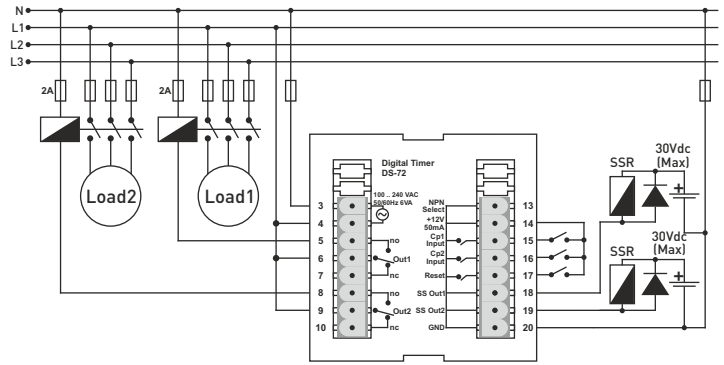 N
L1
L2
L3
2A
2A
Load2
Load1
Digital Timer
DS-72
100 .. 240 VAC
50/60Hz 6VA
3
4
5
6
7
8
9
10
no
Out1
nc
no
Out2
nc
NPN
Select
+12V
50mA
Cp1
Input
Cp2
Input
Reset
SS Out1
SS Out2
GND
13
14
15
16
17
18
19
20
SSR
30Vdc
(Max)
+
SSR
30Vdc
(Max)
+